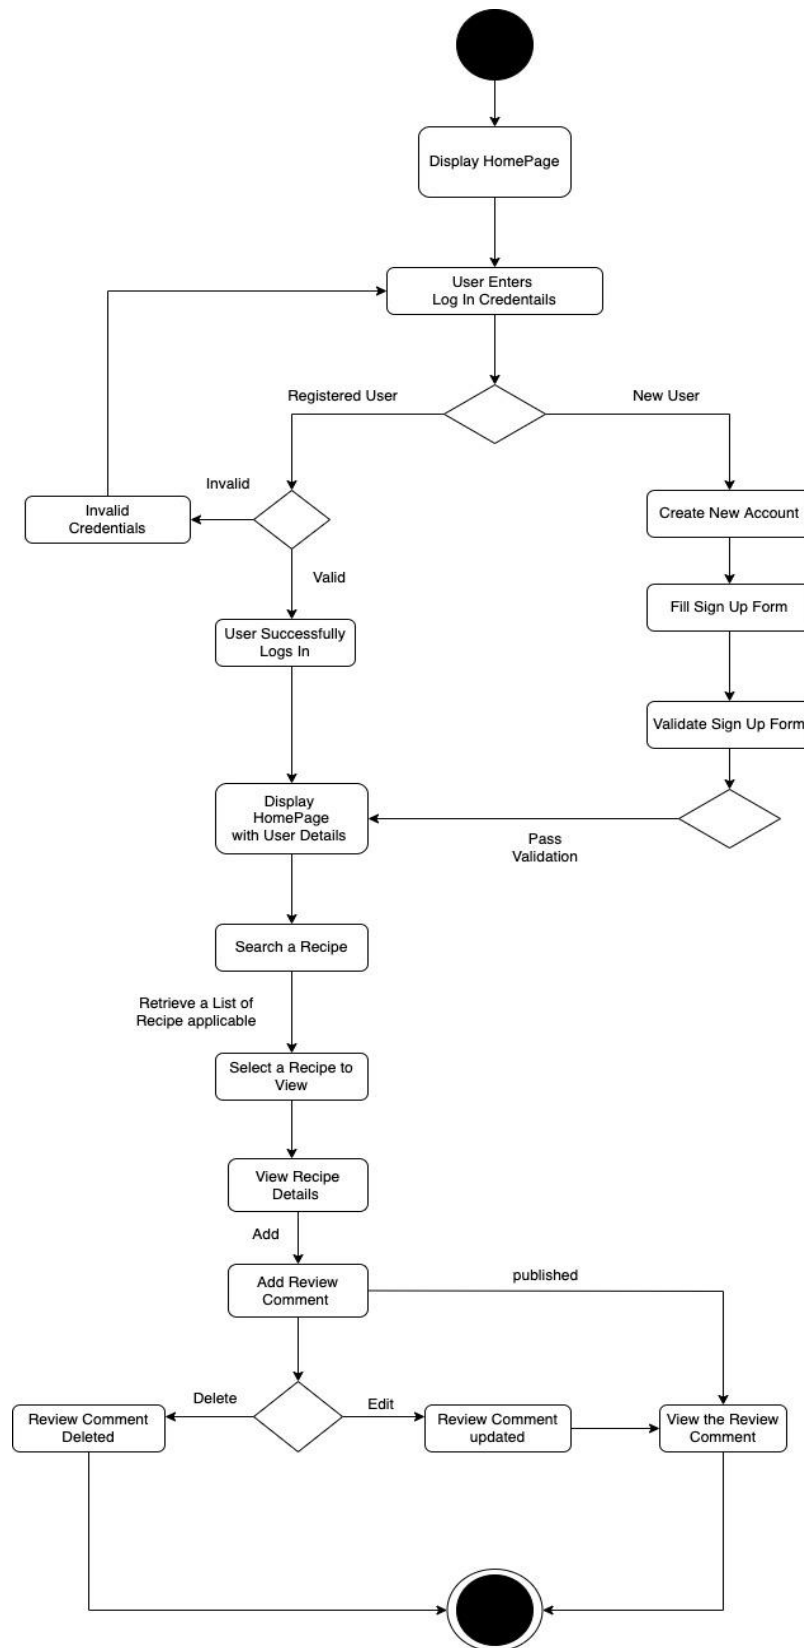 Display HomePage
User Enters
Log In Credentails
Registered User
New User
Invalid
Invalid
Credentials
Create New Account
Valid
Fill Sign Up Form
User Successfully
Logs In
Validate Sign Up Form
Display
HomePage
with User Details
Pass
Validation
Search a Recipe
Retrieve a List of
Recipe applicable
Select a Recipe to
View
View Recipe
Details
Add
Add Review
Comment
published
Delete
Edit
Review Comment
Deleted
Review Comment
updated
View the Review
Comment